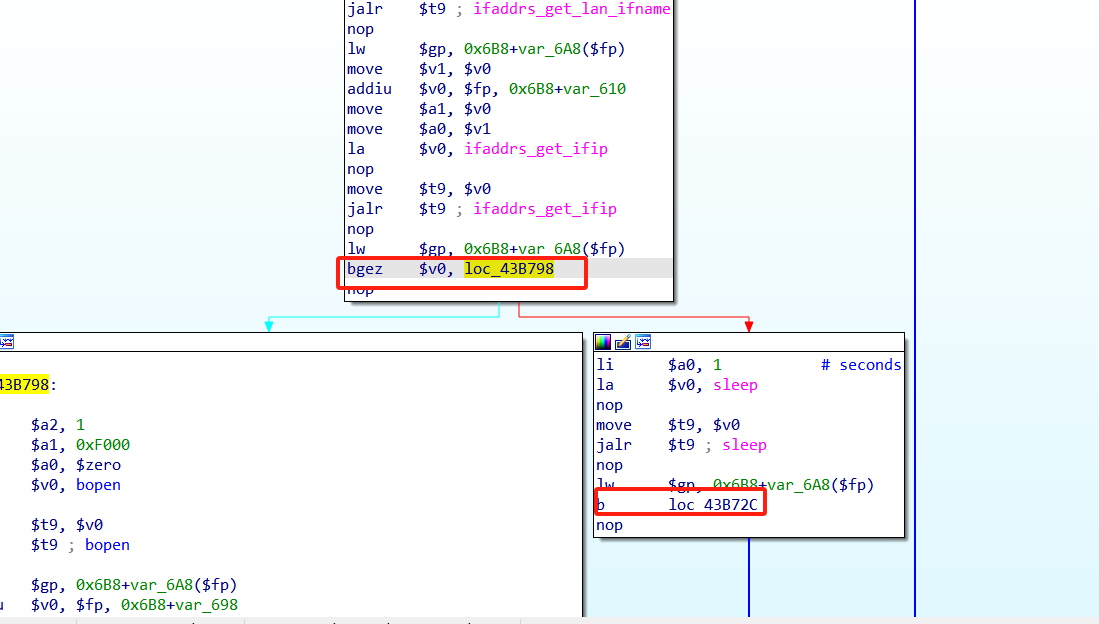 jalr $t9 ; ifaddrs_get_lan_ifname
nop
lw $gp, 0x6B8+var_6A8($fp)
move $v1, $v0
addiu $v0, $fp, 0x6B8+var_610
move $a1, $v0
move $a0, $v1
la $v0, ifaddrs_get_ifip
nop
move $t9, $v0
jalr $t9 ; ifaddrs_get_ifip
nop
lw $gp, 0x6B8+var_6A8($fp)
bgez $v0, loc_43B798
nop
43B798:
$a2, 1
$a1, 0xF000
$a0, $zero
$v0, bopen
$t9, $v0
$t9 ; bopen
$gp, 0x6B8+var_6A8($fp)
u $v0, $fp, 0x6B8+var_698
li $a0, 1 # seconds
la $v0, sleep
nop
move $t9, $v0
jalr $t9 ; sleep
nop
lw $gp, 0x6B8+var_6A8($fp)
b loc_43B72C
nop